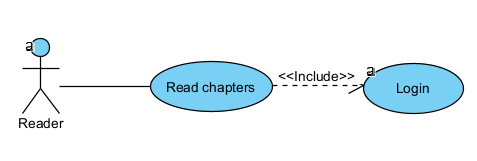 a
<<Include>>
a
Read chapters
Login
Reader